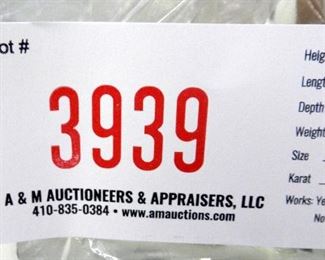 ot #
3939
A & M AUCTIONEERS & APPRAISERS, LLC
410-835-0384 • www.amauctions.com
Heig
Lengt
Depth
Weight
Size
Karat
Works: Ye
No